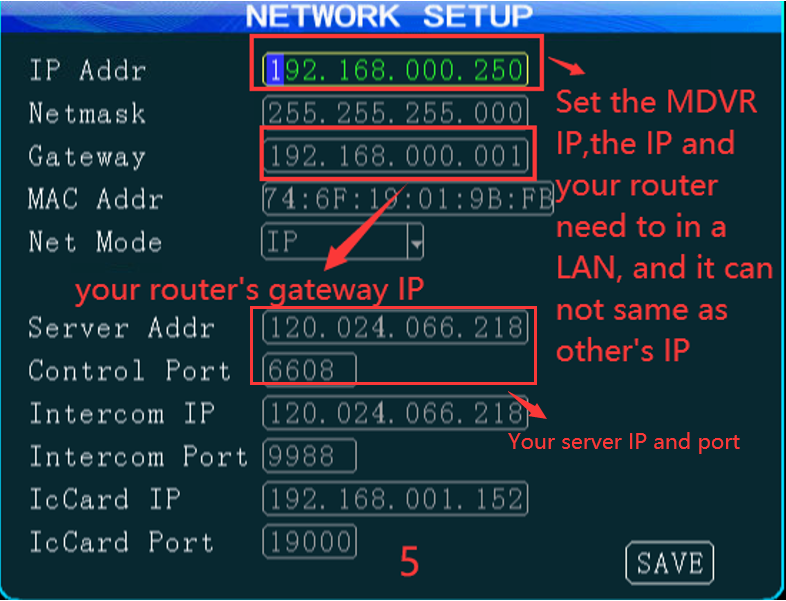 NETWORK SETUP
IP Addr 192.168.000.250
Netmask 255.255.255.000
Gateway 192.168.000.001
MAC Addr 74:6F:19:01:9B:FB
Net Mode IP
Set the MDVR
IP,the IP and
your router
need to in a
LAN, and it can
not same as
other's IP
your router's gateway IP
Server Addr 120.024.066.218
Control Port 6608
Intercom IP 120.024.066.218
Your server IP and port
Intercom Port 9988
IcCard IP 192.168.001.152
IcCard Port 19000
5
SAVE